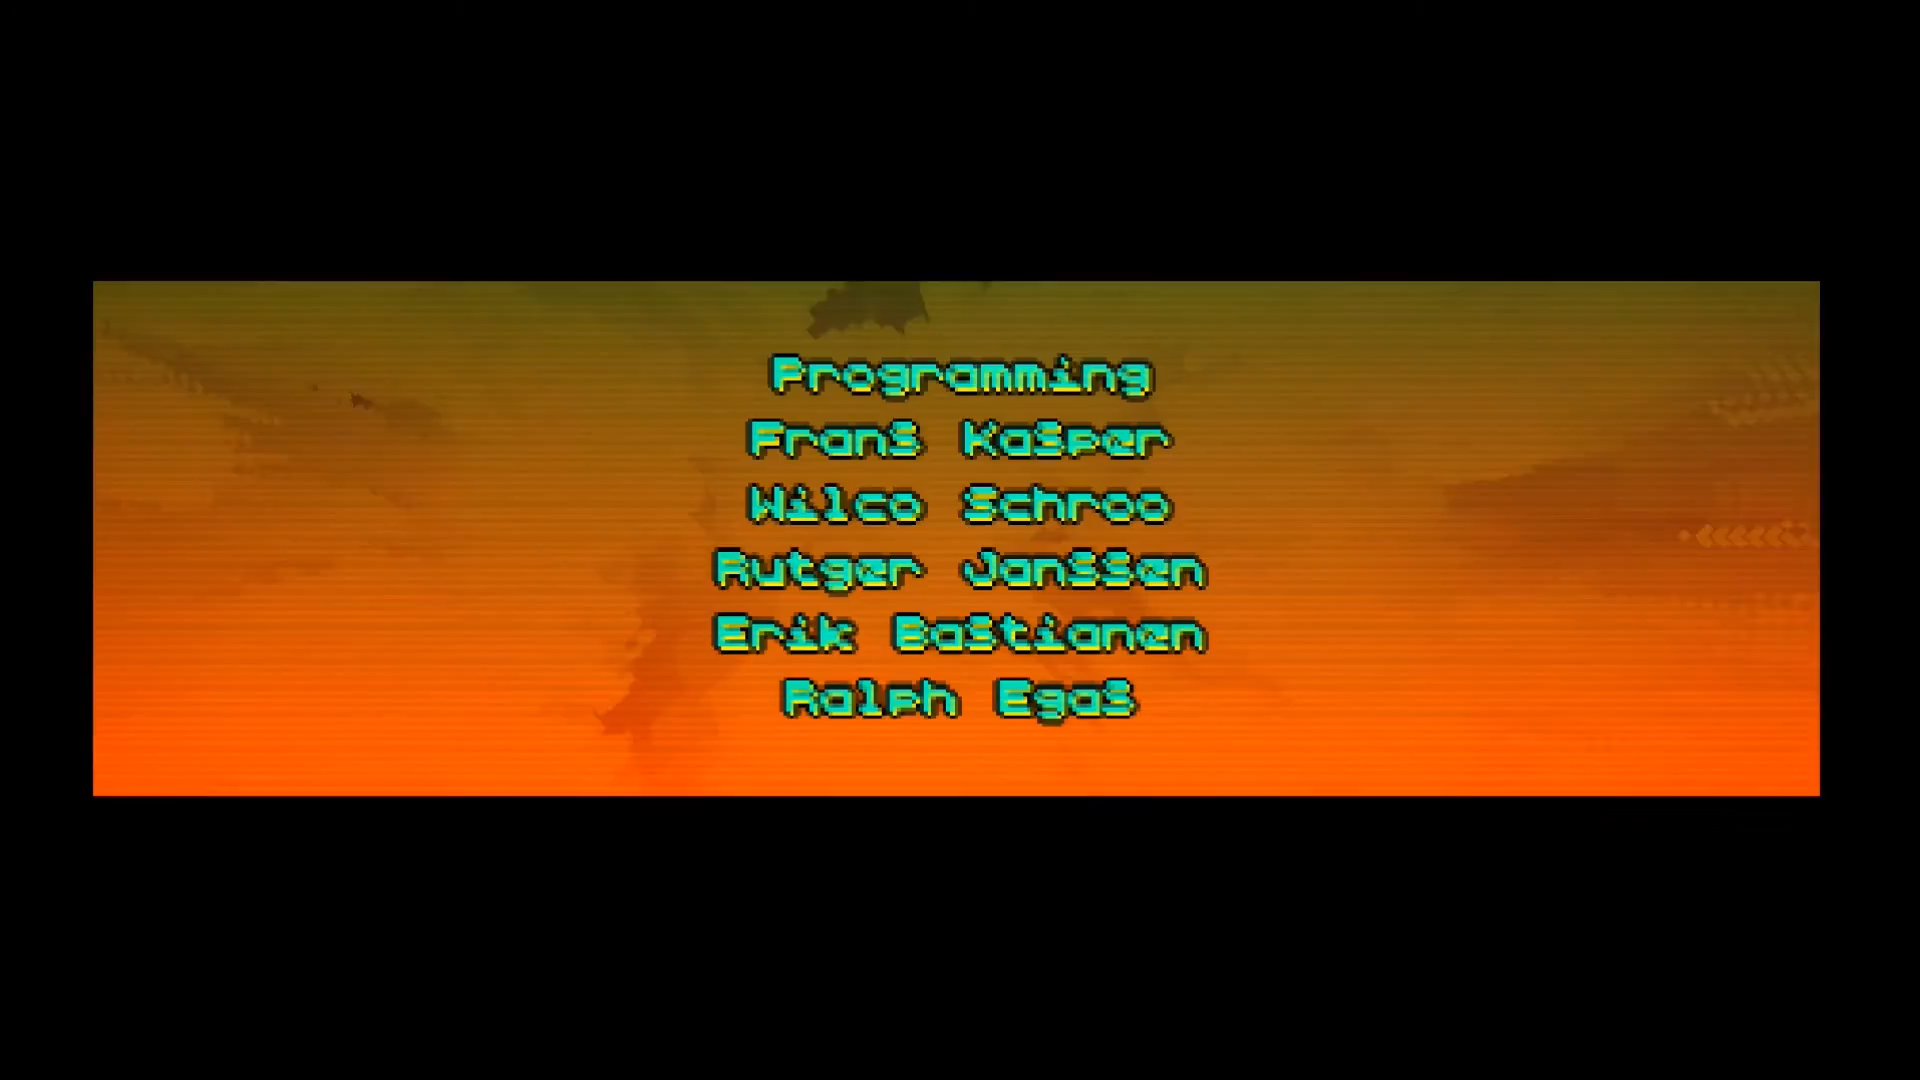 Programming
Frans Kasper
Wilco Schroo
Rutger Janssen
Erik Bastianen
Ralph Egas